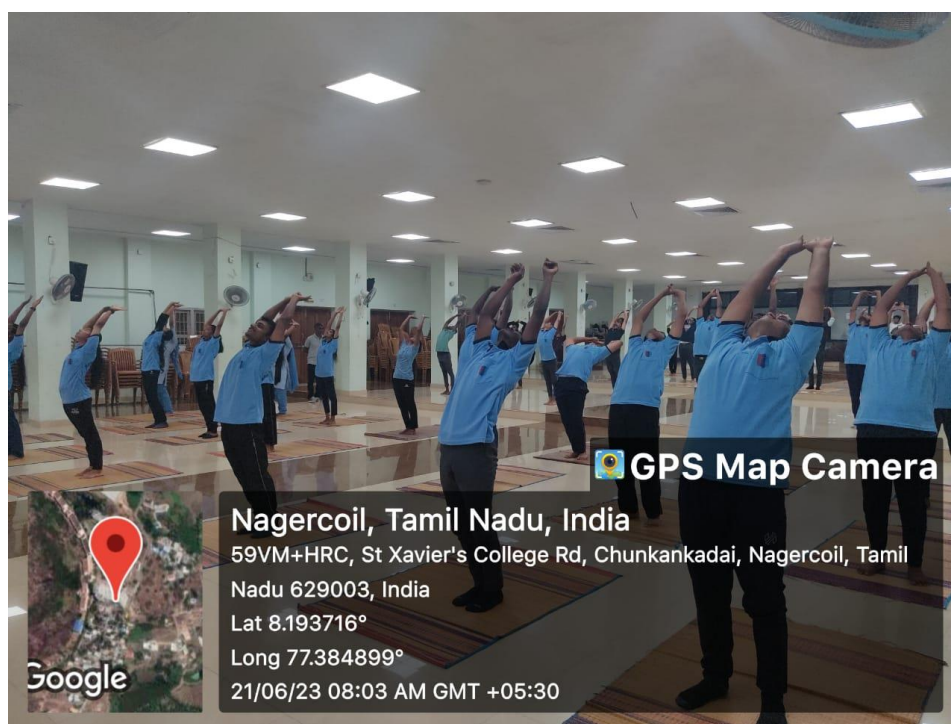 GPS Map Camera
Nagercoil, Tamil Nadu, India
59VM+HRC, St Xavier's College Rd, Chunkankadai, Nagercoil, Tamil
Nadu 629003, India
Lat 8.193716°
Long 77.384899°
21/06/23 08:03 AM GMT +05:30
Google